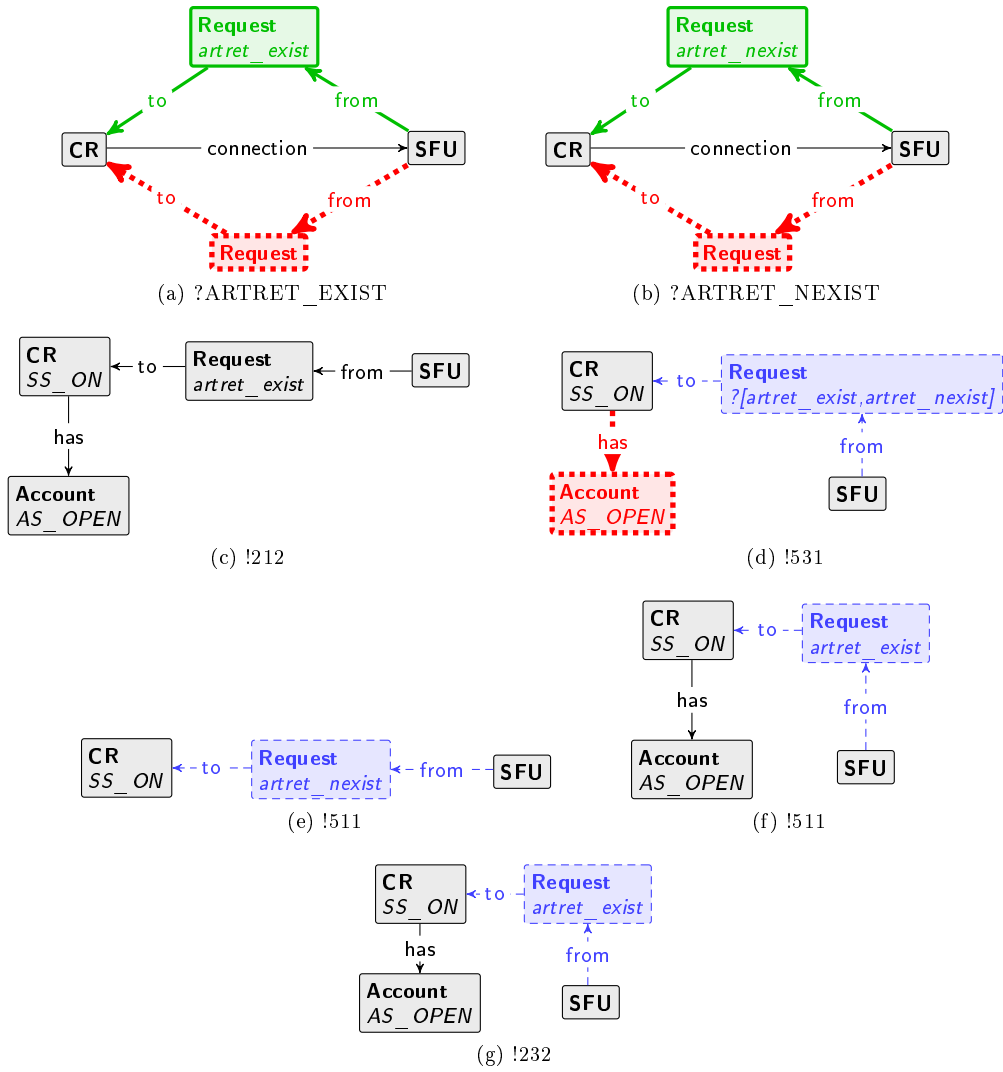 Request
artret_exist
to
from
CR
connection
SFU
to
from
Request
(a) ?ARTRET_EXIST
Request
artret_nexist
to
from
CR
connection
SFU
to
from
Request
(b) ?ARTRET_NEXIST
CR
SS_ON
to
Request
artret_exist
from
SFU
has
Account
AS_OPEN
(c) !212
CR
SS_ON
to
Request
?[artret_exist,artret_nexist]
has
from
Account
AS_OPEN
SFU
(d) !531
CR
SS_ON
to
Request
artret_nexist
from
SFU
(e) !511
CR
SS_ON
to
Request
artret_exist
has
from
Account
AS_OPEN
SFU
(f) !511
CR
SS_ON
to
Request
artret_exist
has
from
Account
AS_OPEN
SFU
(g) !232